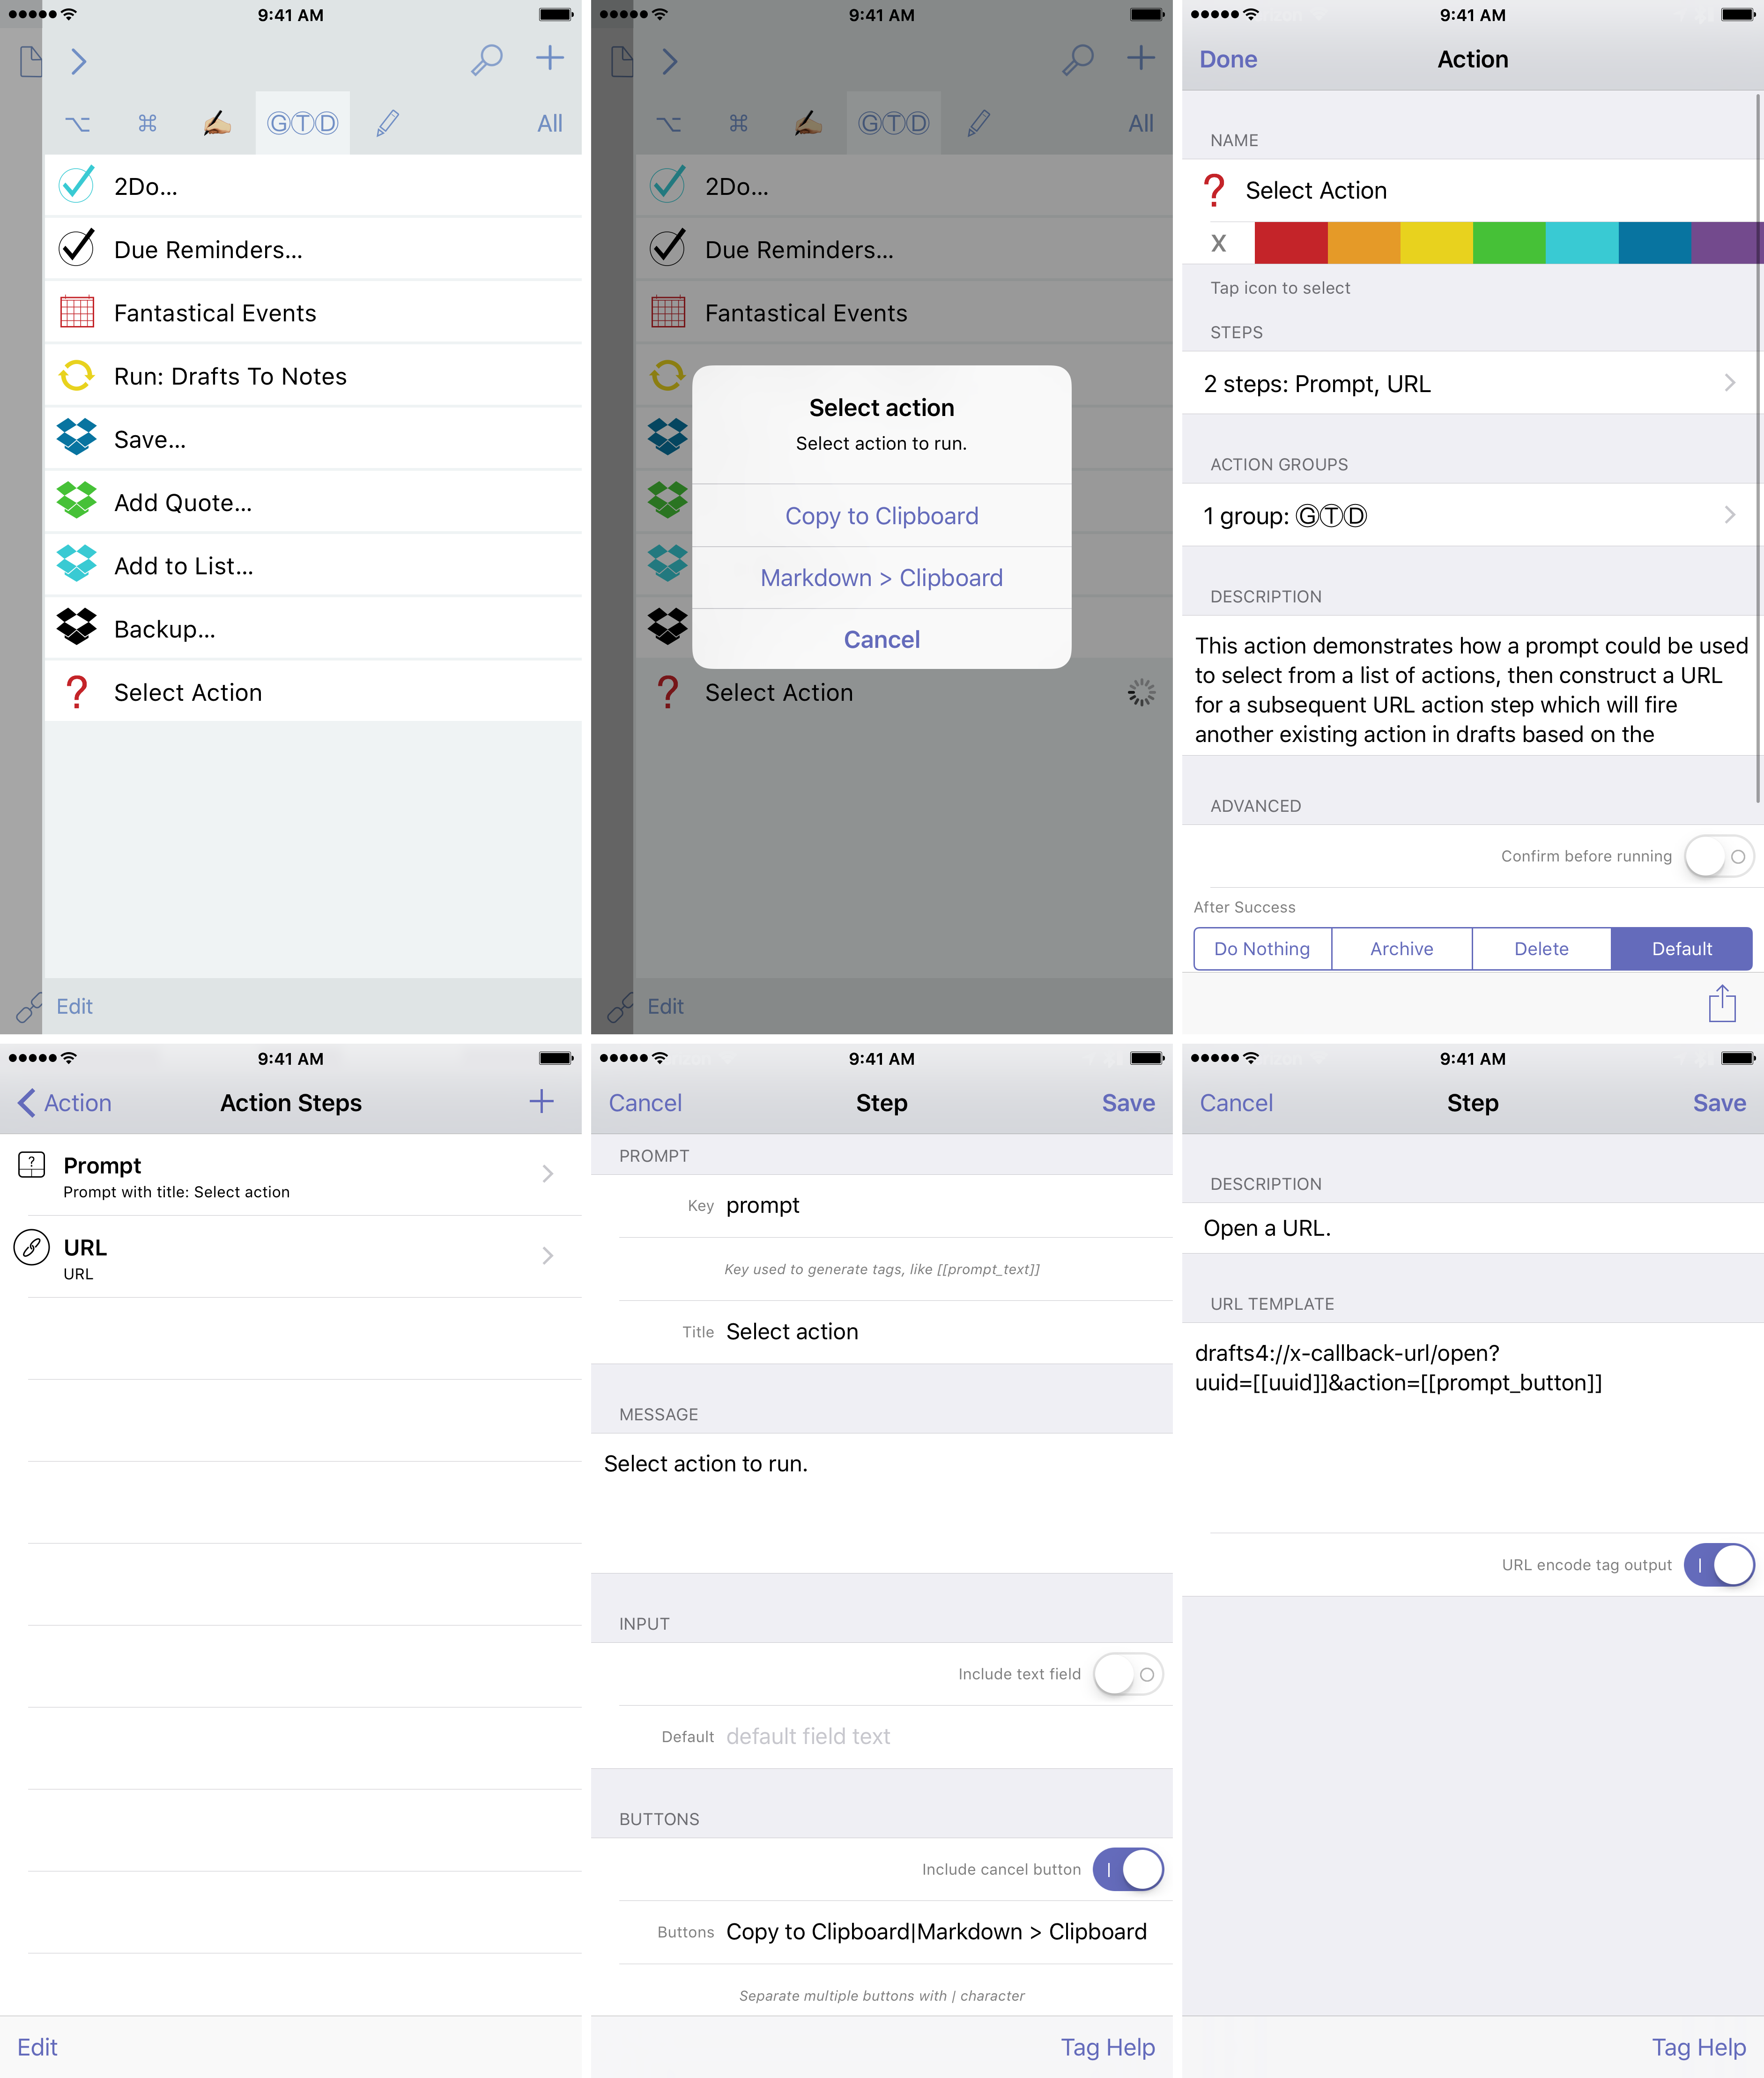 9:41 AM
ⒼⓉⒹ
All
2Do...
Due Reminders...
Fantastical Events
Run: Drafts To Notes
Save...
Add Quote...
Add to List...
Backup...
Select Action
Edit
9:41 AM
ⒼⓉⒹ
All
2Do...
Due Reminders...
Fantastical Events
Select action
Select action to run.
Copy to Clipboard
Markdown > Clipboard
Cancel
Select Action
Edit
9:41 AM
Done
Action
NAME
? Select Action
X
Tap icon to select
STEPS
2 steps: Prompt, URL
ACTION GROUPS
1 group: ⒼⓉⒹ
DESCRIPTION
This action demonstrates how a prompt could be used
to select from a list of actions, then construct a URL
for a subsequent URL action step which will fire
another existing action in drafts based on the
ADVANCED
Confirm before running
After Success
Do Nothing
Archive
Delete
Default
9:41 AM
Action
Action Steps
Prompt
Prompt with title: Select action
URL
URL
Edit
9:41 AM
Cancel
Step
Save
PROMPT
Key prompt
Key used to generate tags, like [[prompt_text]]
Title Select action
MESSAGE
Select action to run.
INPUT
Include text field
Default default field text
BUTTONS
Include cancel button
Buttons Copy to Clipboard|Markdown > Clipboard
Separate multiple buttons with | character
Tag Help
9:41 AM
Cancel
Step
Save
DESCRIPTION
Open a URL.
URL TEMPLATE
drafts4://x-callback-url/open?
uuid=[[uuid]]&action=[[prompt_button]]
URL encode tag output
Tag Help